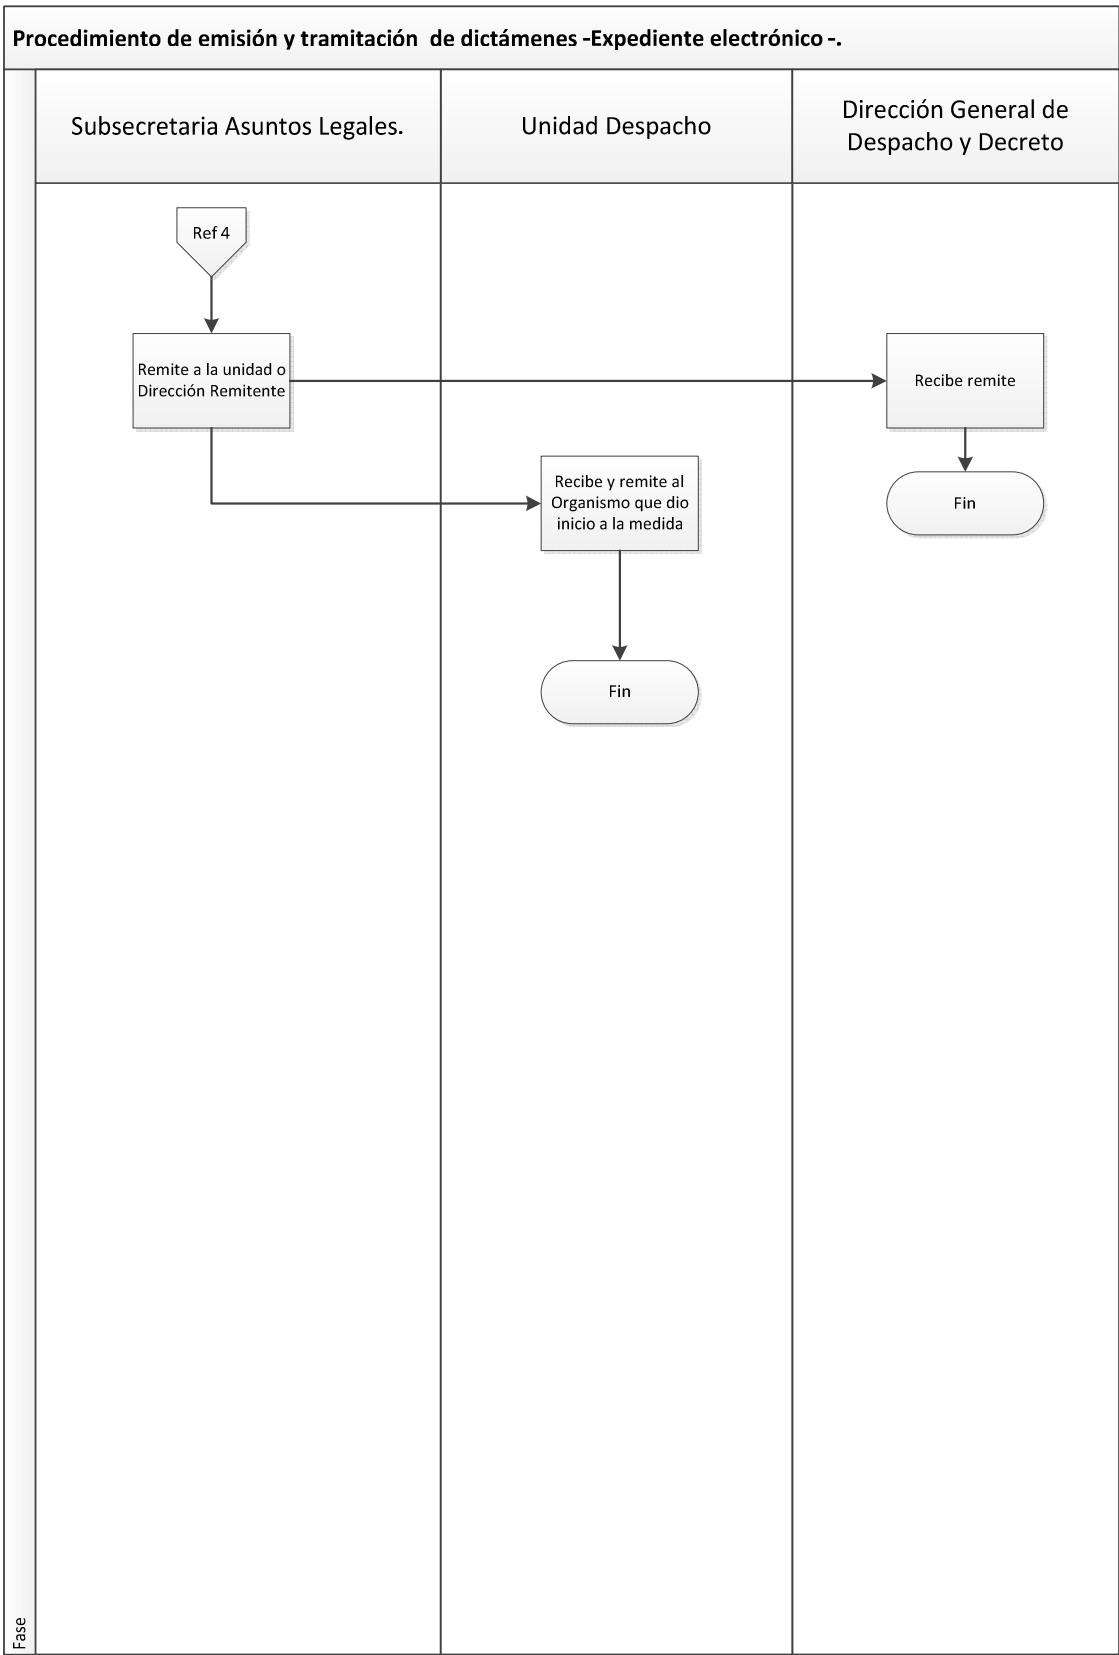 Procedimiento de emisión y tramitación  de dictámenes -Expediente electrónico -.
Subsecretaria Asuntos Legales.
Unidad Despacho
Dirección General de
Despacho y Decreto
Ref 4
Remite a la unidad o
Dirección Remitente
Recibe remite
Recibe y remite al
Organismo que dio
inicio a la medida
Fin
Fin
Fase